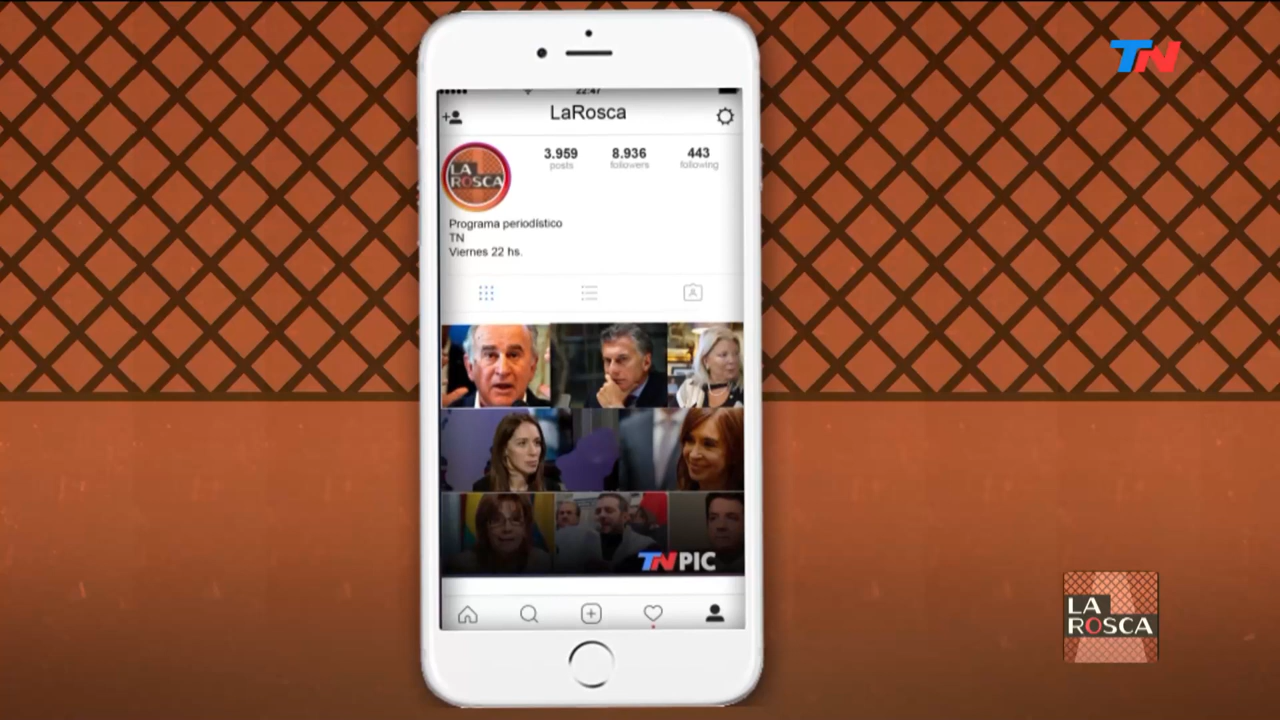 TN
22:47
LaRosca
3.959
8.936
443
posts
followers
following
LA
ROSCA
Programa periodístico
TN
Viernes 22 hs.
TN PIC
LA
ROSCA